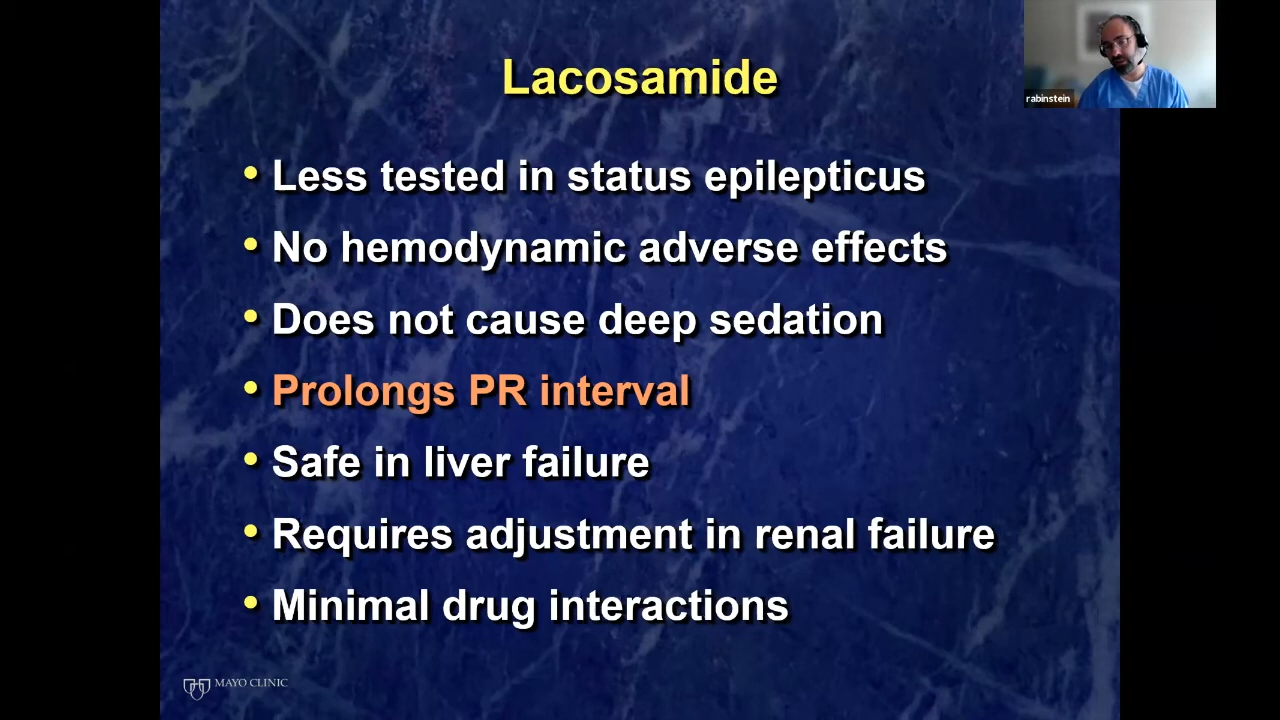 Lacosamide
rabinstein
• Less tested in status epilepticus
• No hemodynamic adverse effects
• Does not cause deep sedation
• Prolongs PR interval
• Safe in liver failure
• Requires adjustment in renal failure
• Minimal drug interactions
MAYO CLINIC